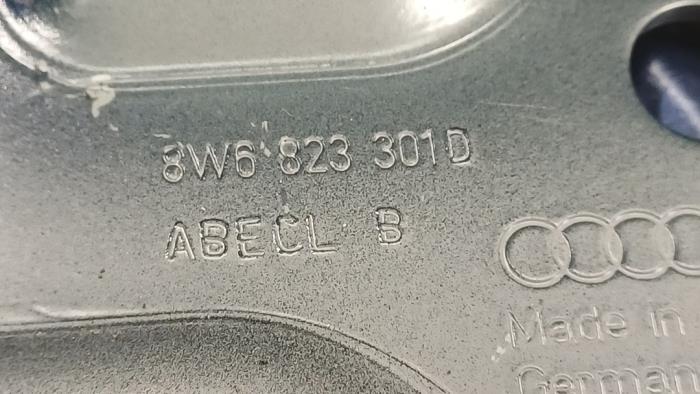 8W6 823 301D
ABECL B
Made in
German